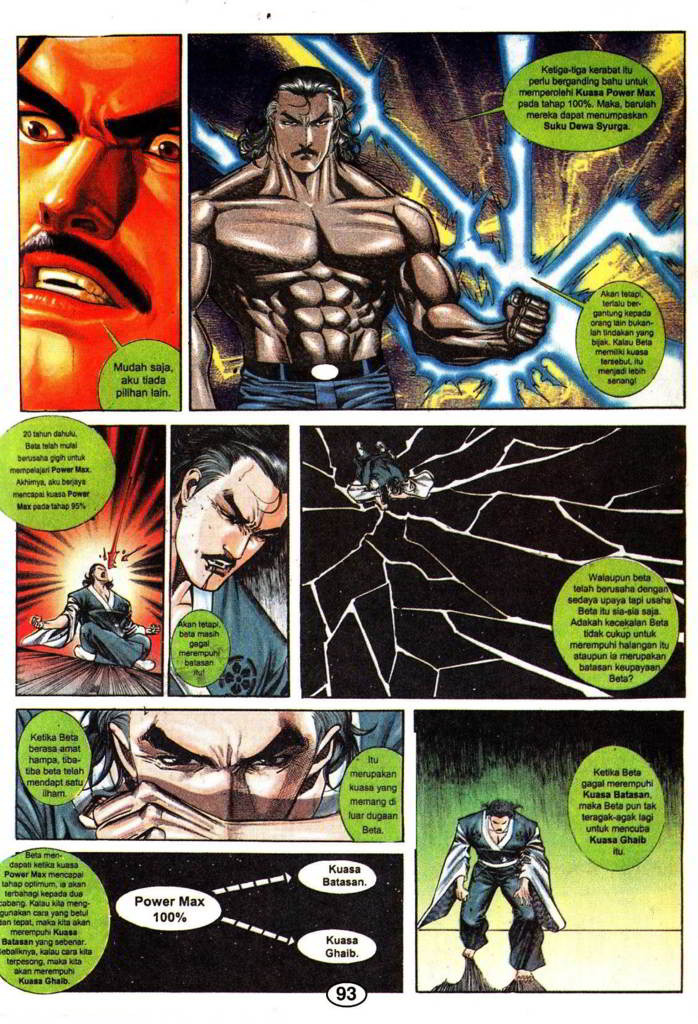 Mudah saja,
aku tiada
pilihan lain.
Ketiga-tiga kerabat itu
perlu berganding bahu untuk
memperolehi Kuasa Power Max
pada tahap 100%. Maka, barulah
mereka dapat menumpaskan
Suku Dewa Syurga.
Akan tetapi,
terlalu ber-
gantung kepada
orang lain bukan-
lah tindakan yang
bijak. Kalau Beta
memiliki kuasa
tersebut, itu
menjadi lebih
senang!
20 tahun dahulu,
Beta telah mulai
berusaha gigih untuk
mempelajari Power Max.
Akhirnya, aku berjaya
mencapai kuasa Power
Max pada tahap 95%
Akan tetapi,
beta masih
gagal
merempuhi
batasan
itu!
Walaupun beta
telah berusaha dengan
sedaya upaya tapi usaha
Beta itu sia-sia saja.
Adakah kecekalan Beta
tidak cukup untuk
merempuhi halangan itu
ataupun ia merupakan
batasan keupayaan
Beta?
Ketika Beta
berasa amat
hampa, tiba-
tiba beta telah
mendapt satu
ilham.
Itu
merupakan
kuasa yang
memang di
luar dugaan
Beta.
Ketika Beta
gagal merempuhi
Kuasa Batasan,
maka Beta pun tak
teragak-agak lagi
untuk mencuba
Kuasa Ghaib
itu.
Beta men-
dapati ketika kuasa
Power Max mencapai
tahap optimum, ia akan
terbahagi kepada dua
cabang. Kalau kita meng-
gunakan cara yang betul
dan tepat, maka kita akan
merempuhi Kuasa
Batasan yang sebenar.
Sebaliknya, kalau cara kita
terpesong, maka kita
akan merempuhi
Kuasa Ghaib.
Power Max
100%
Kuasa
Batasan.
Kuasa
Ghaib.
93